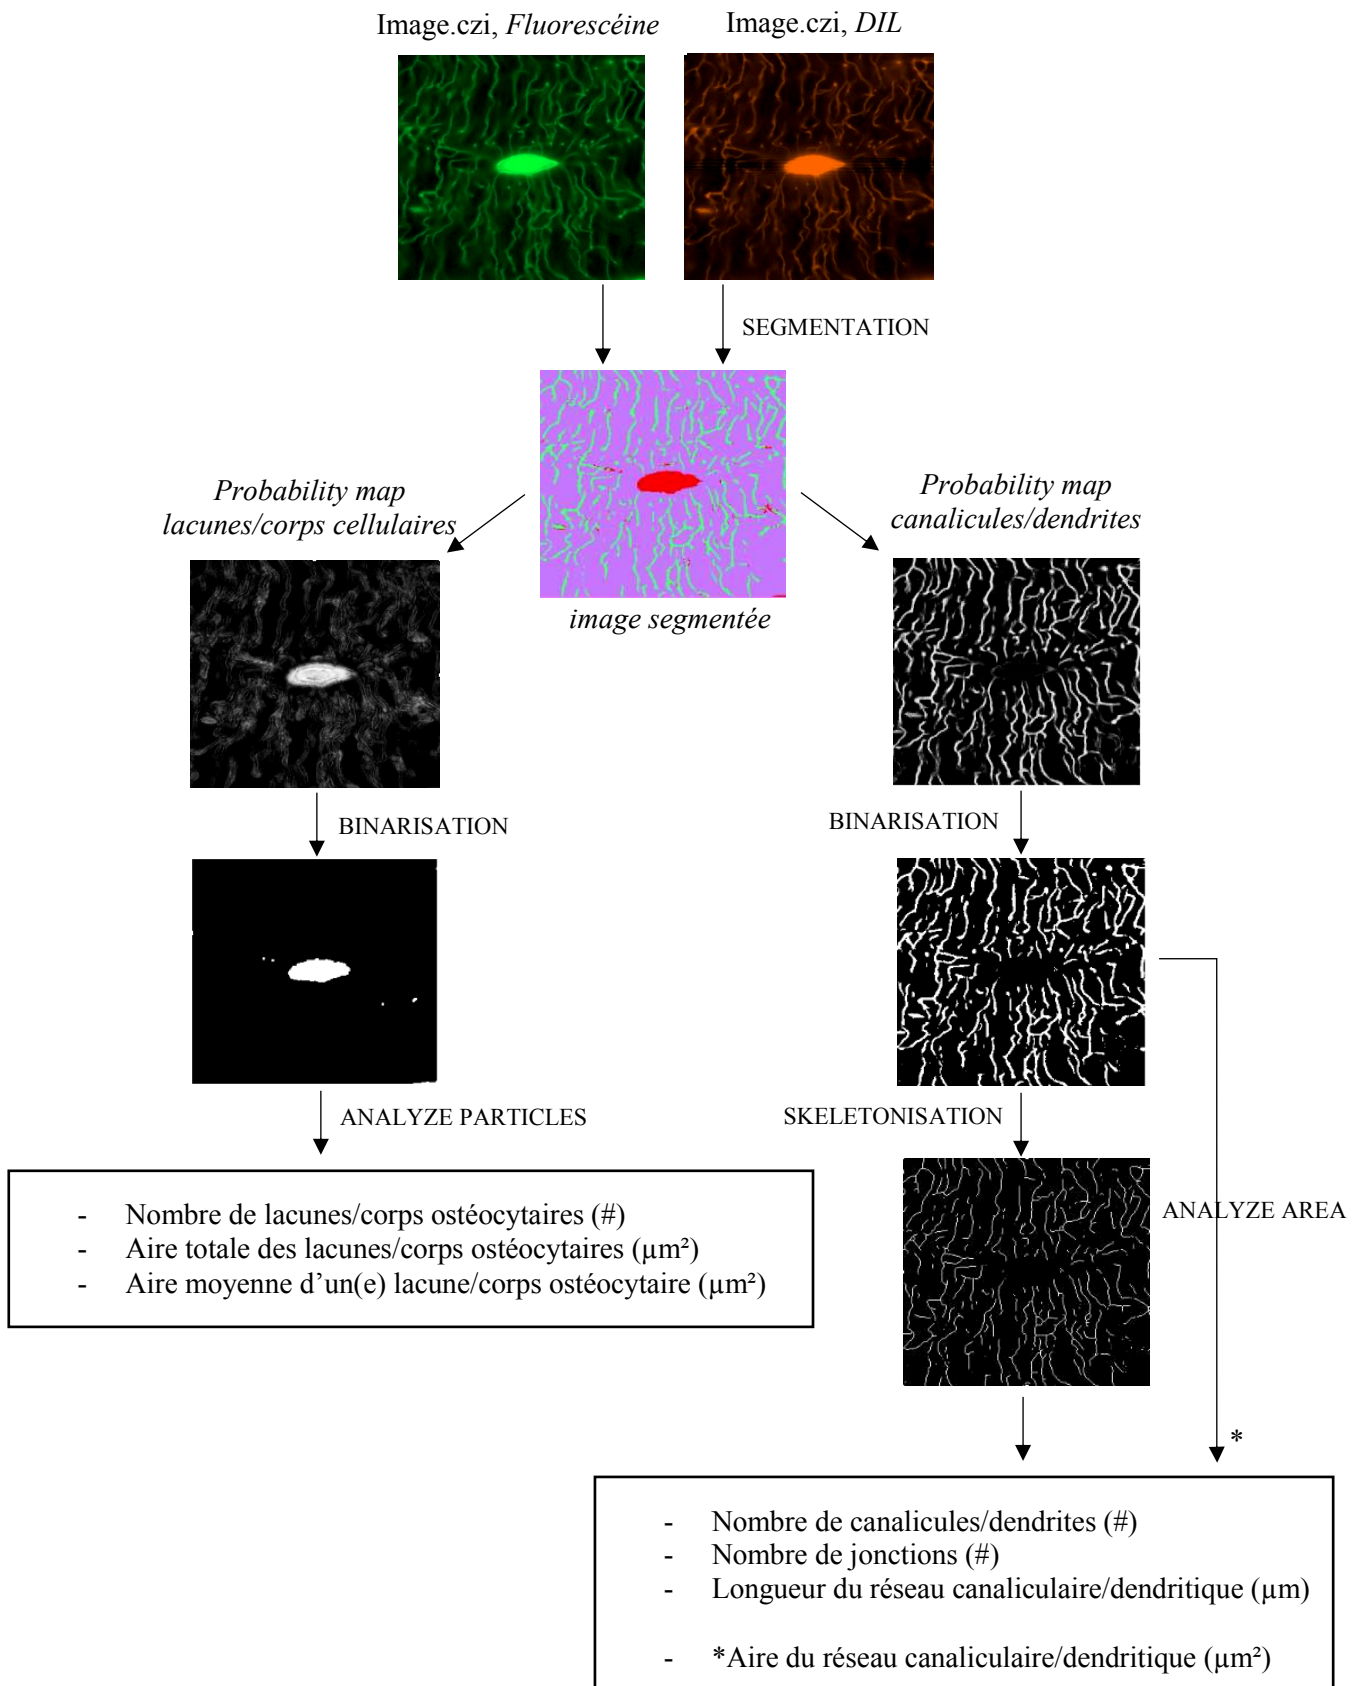 Image.czi, Fluorescéine
Image.czi, DIL
SEGMENTATION
Probability map
lacunes/corps cellulaires
Probability map
canalicules/dendrites
image segmentée
BINARISATION
BINARISATION
ANALYZE PARTICLES
SKELETONISATION
- Nombre de lacunes/corps ostéocytaires (#)
- Aire totale des lacunes/corps ostéocytaires (µm²)
- Aire moyenne d’un(e) lacune/corps ostéocytaire (µm²)
ANALYZE AREA
*
- Nombre de canalicules/dendrites (#)
- Nombre de jonctions (#)
- Longueur du réseau canaliculaire/dendritique (µm)
- *Aire du réseau canaliculaire/dendritique (µm²)